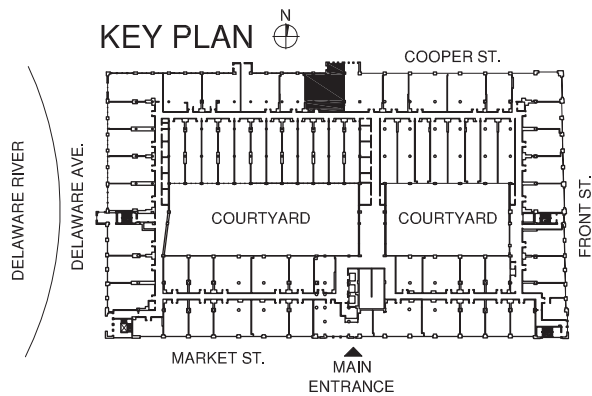 N
KEY PLAN
COOPER ST.
DELAWARE RIVER
DELAWARE AVE.
COURTYARD
COURTYARD
FRONT ST.
MARKET ST.
MAIN
ENTRANCE